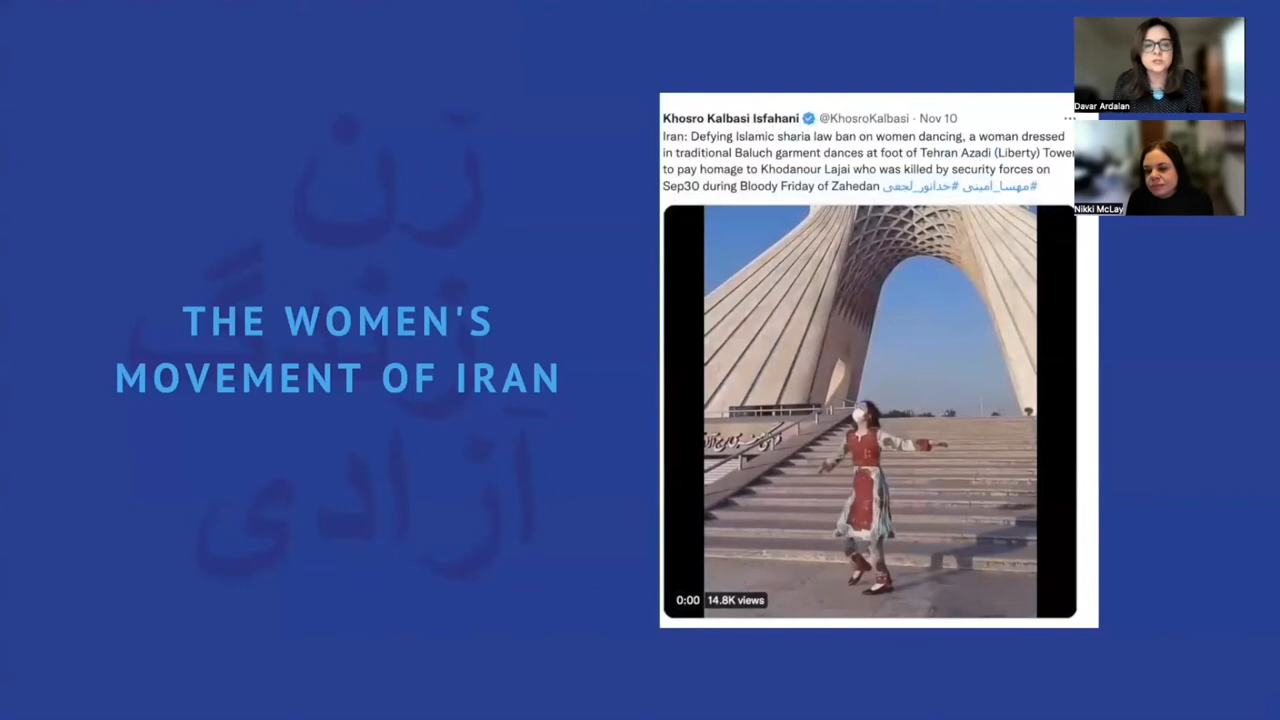 زن
زندگی
آزادی
THE WOMEN'S
MOVEMENT OF IRAN
Khosro Kalbasi Isfahani @KhosroKalbasi · Nov 10
Iran: Defying Islamic sharia law ban on women dancing, a woman dressed
in traditional Baluch garment dances at foot of Tehran Azadi (Liberty) Tower
to pay homage to Khodanour Lajai who was killed by security forces on
Sep30 during Bloody Friday of Zahedan #مهسا_امینی #خدانور_لجعی
0:00 14.8K views
Davar Ardalan
Nikki McLay